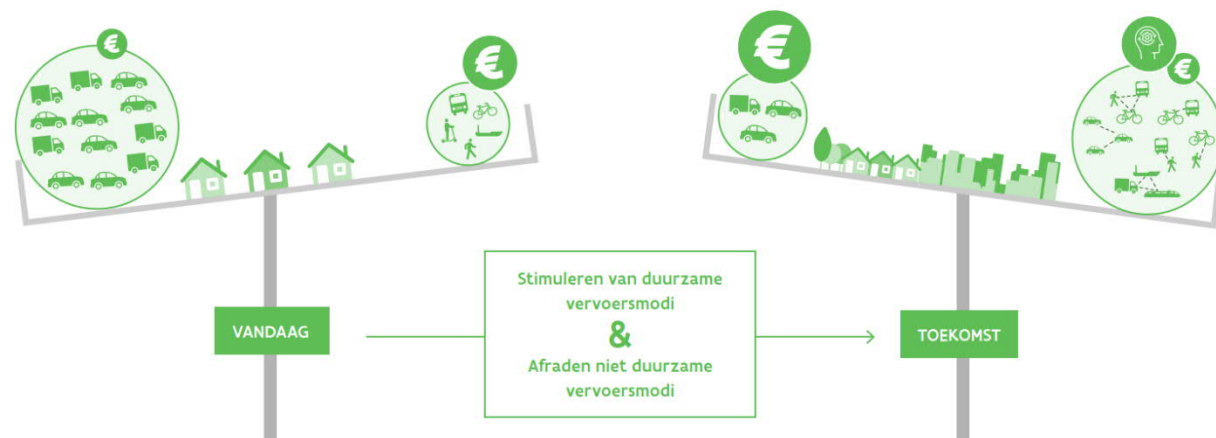 €
€
€
€
Stimuleren van duurzame
vervoersmodi
&
Afraden niet duurzame
vervoersmodi
VANDAAG
TOEKOMST